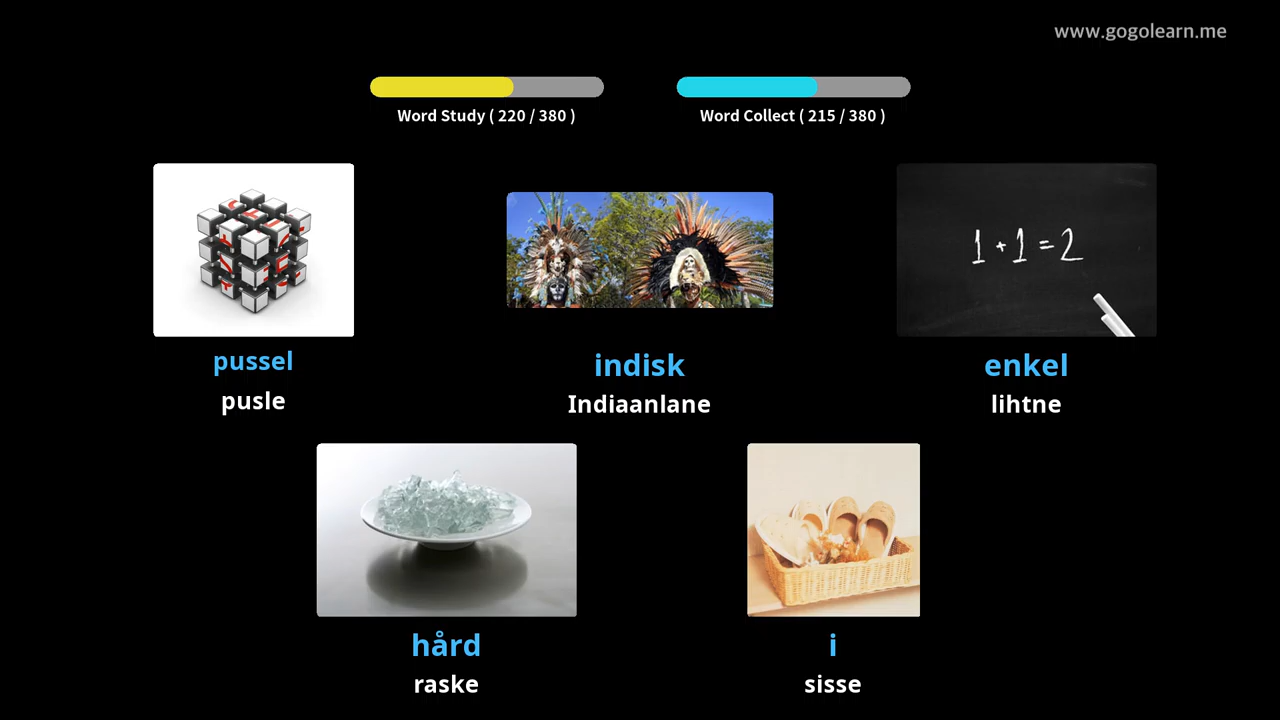 www.gogolearn.me
Word Study ( 220 / 380 )
Word Collect ( 215 / 380 )
1 + 1 = 2
pussel
pusle
indisk
Indiaanlane
enkel
lihtne
hård
raske
i
sisse